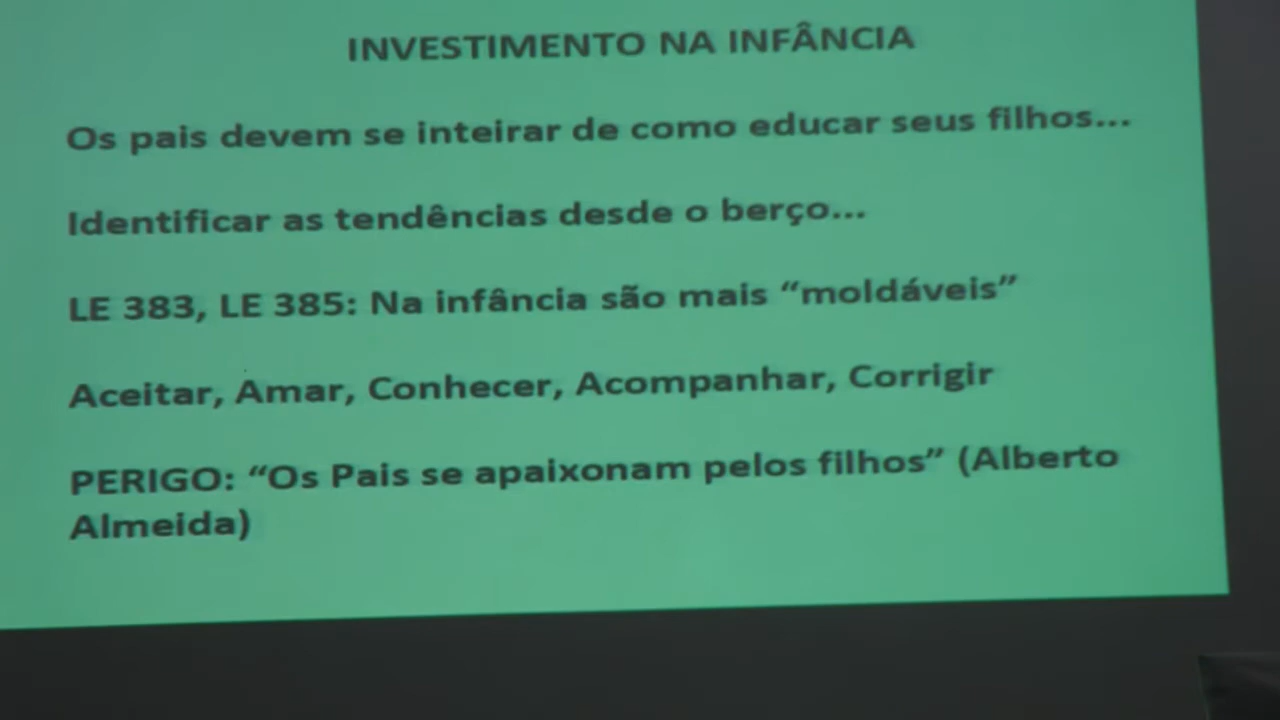 INVESTIMENTO NA INFÂNCIA
Os pais devem se inteirar de como educar seus filhos...
Identificar as tendências desde o berço...
LE 383, LE 385: Na infância são mais “moldáveis”
Aceitar, Amar, Conhecer, Acompanhar, Corrigir
PERIGO: “Os Pais se apaixonam pelos filhos” (Alberto
Almeida)